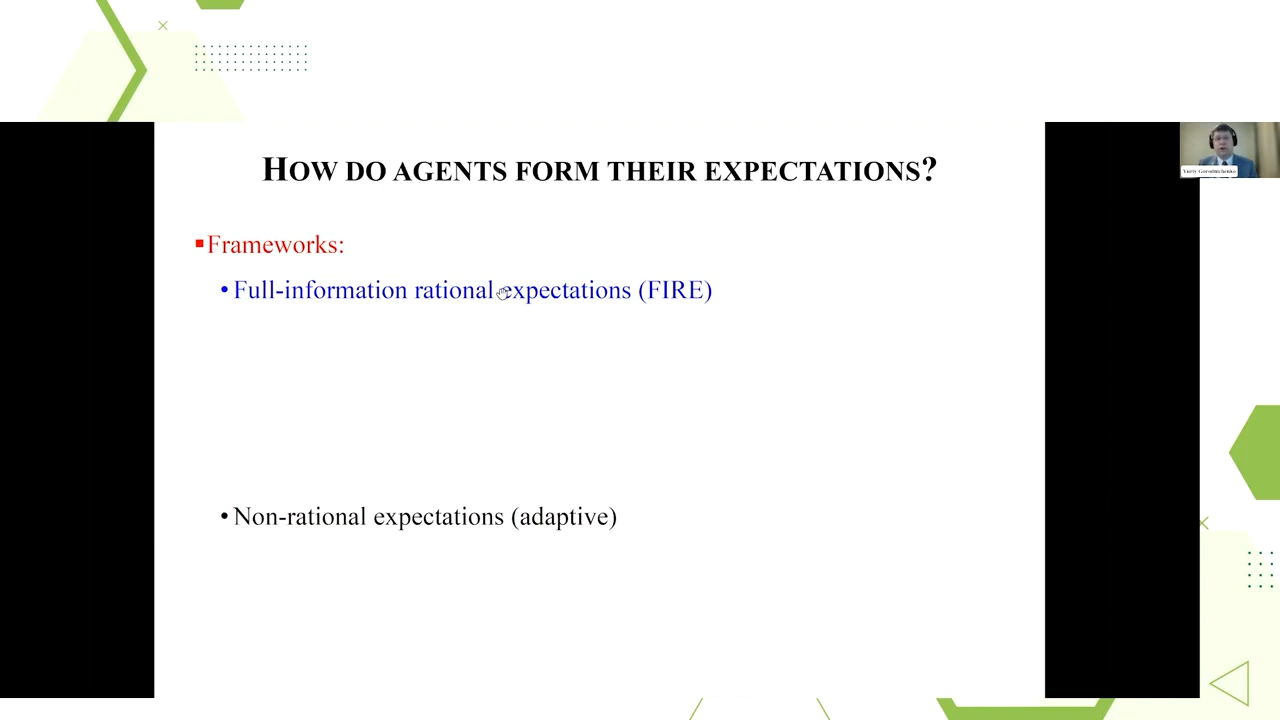 HOW DO AGENTS FORM THEIR EXPECTATIONS?
Yuriy Gorodnichenko
▪Frameworks:
• Full-information rational expectations (FIRE)
• Non-rational expectations (adaptive)